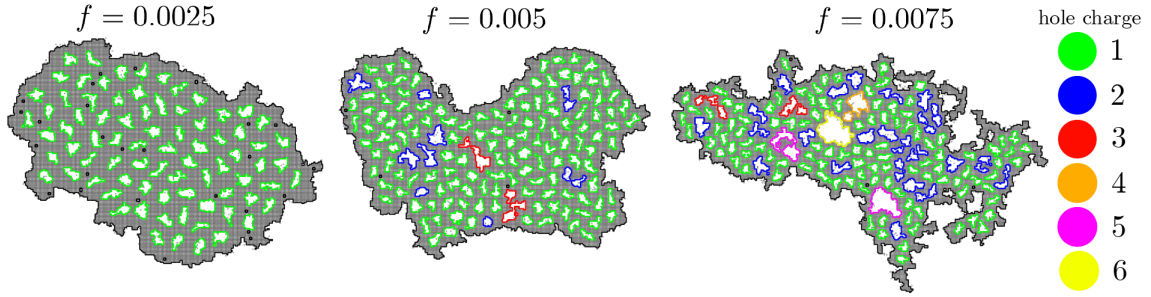 f = 0.0025
f = 0.005
f = 0.0075
hole charge
1
2
3
4
5
6